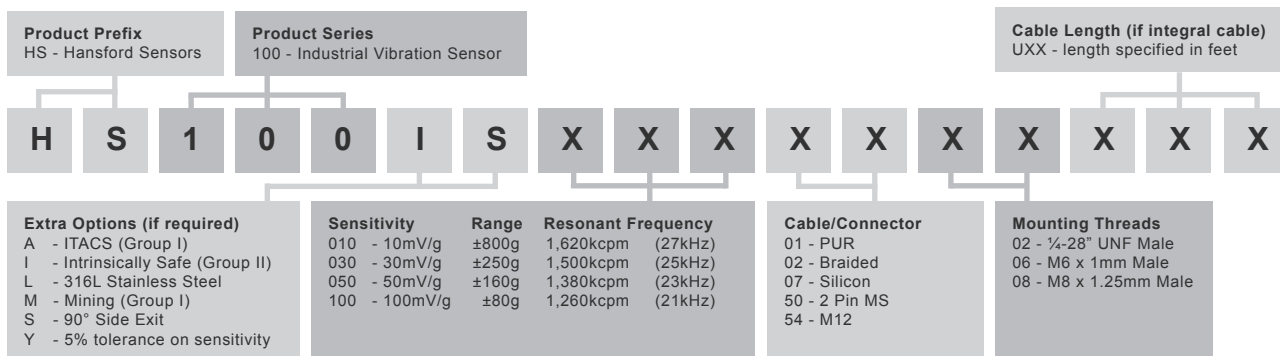 Product Prefix
HS - Hansford Sensors
Product Series
100 - Industrial Vibration Sensor
Cable Length (if integral cable)
UXX - length specified in feet
H S 1 0 0 I S X X X X X X X X X X
Extra Options (if required)
A - ITACS (Group I)
I - Intrinsically Safe (Group II)
L - 316L Stainless Steel
M - Mining (Group I)
S - 90° Side Exit
Y - 5% tolerance on sensitivity
Sensitivity Range Resonant Frequency
010 - 10mV/g ±800g 1,620kcpm (27kHz)
030 - 30mV/g ±250g 1,500kcpm (25kHz)
050 - 50mV/g ±160g 1,380kcpm (23kHz)
100 - 100mV/g ±80g 1,260kcpm (21kHz)
Cable/Connector
01 - PUR
02 - Braided
07 - Silicon
50 - 2 Pin MS
54 - M12
Mounting Threads
02 - ¼-28” UNF Male
06 - M6 x 1mm Male
08 - M8 x 1.25mm Male